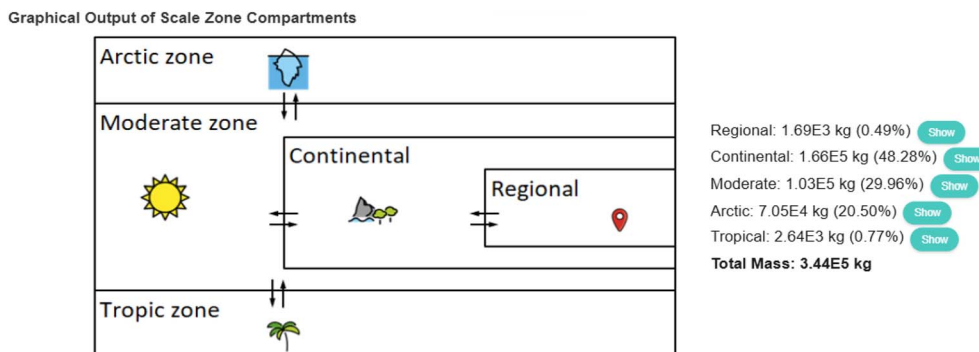 Graphical Output of Scale Zone Compartments
Arctic zone
Moderate zone
Continental
Regional
Tropic zone
Regional: 1.69E3 kg (0.49%) Show
Continental: 1.66E5 kg (48.28%) Show
Moderate: 1.03E5 kg (29.96%) Show
Arctic: 7.05E4 kg (20.50%) Show
Tropical: 2.64E3 kg (0.77%) Show
Total Mass: 3.44E5 kg